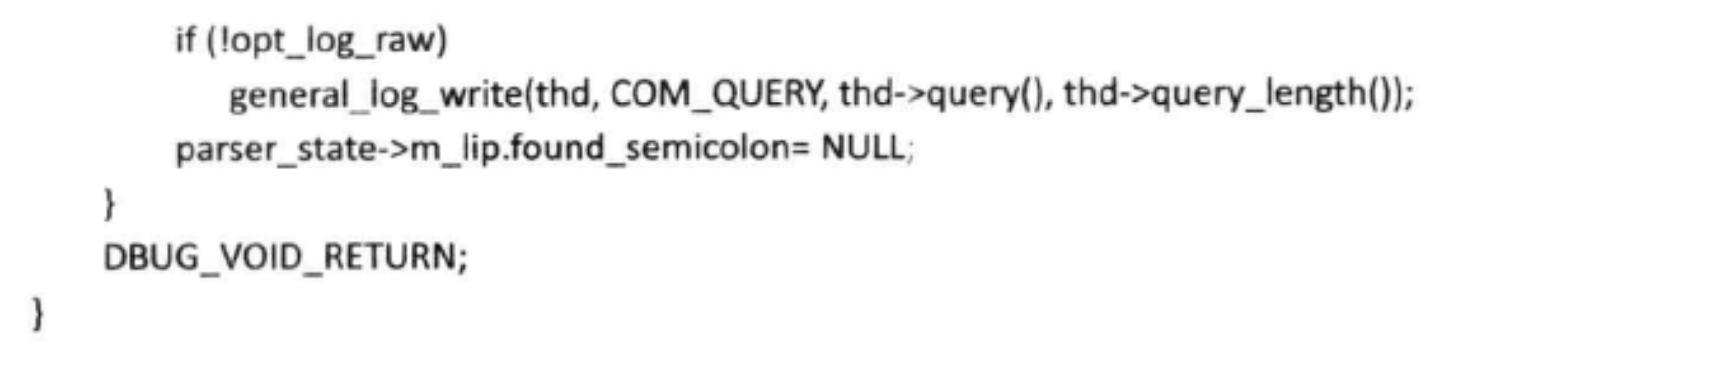 if (!opt_log_raw)
general_log_write(thd, COM_QUERY, thd->query(), thd->query_length());
parser_state->m_lip.found_semicolon= NULL;
}
DBUG_VOID_RETURN;
}